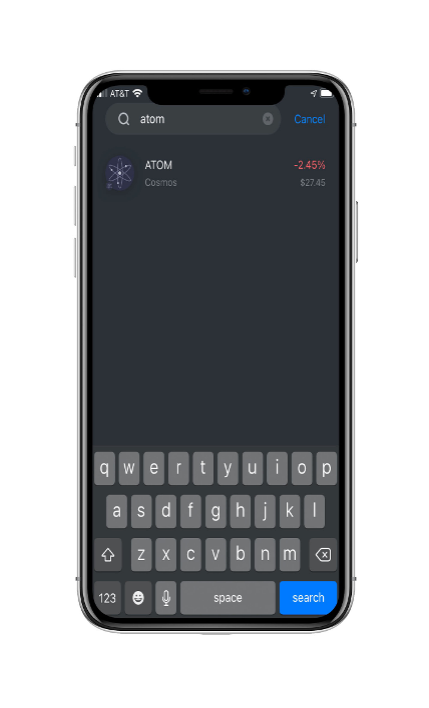 AT&T
atom
Cancel
ATOM
-2.45%
Cosmos
$27.45
q w e r t y u i o p
a s d f g h j k l
z x c v b n m
123
space
search